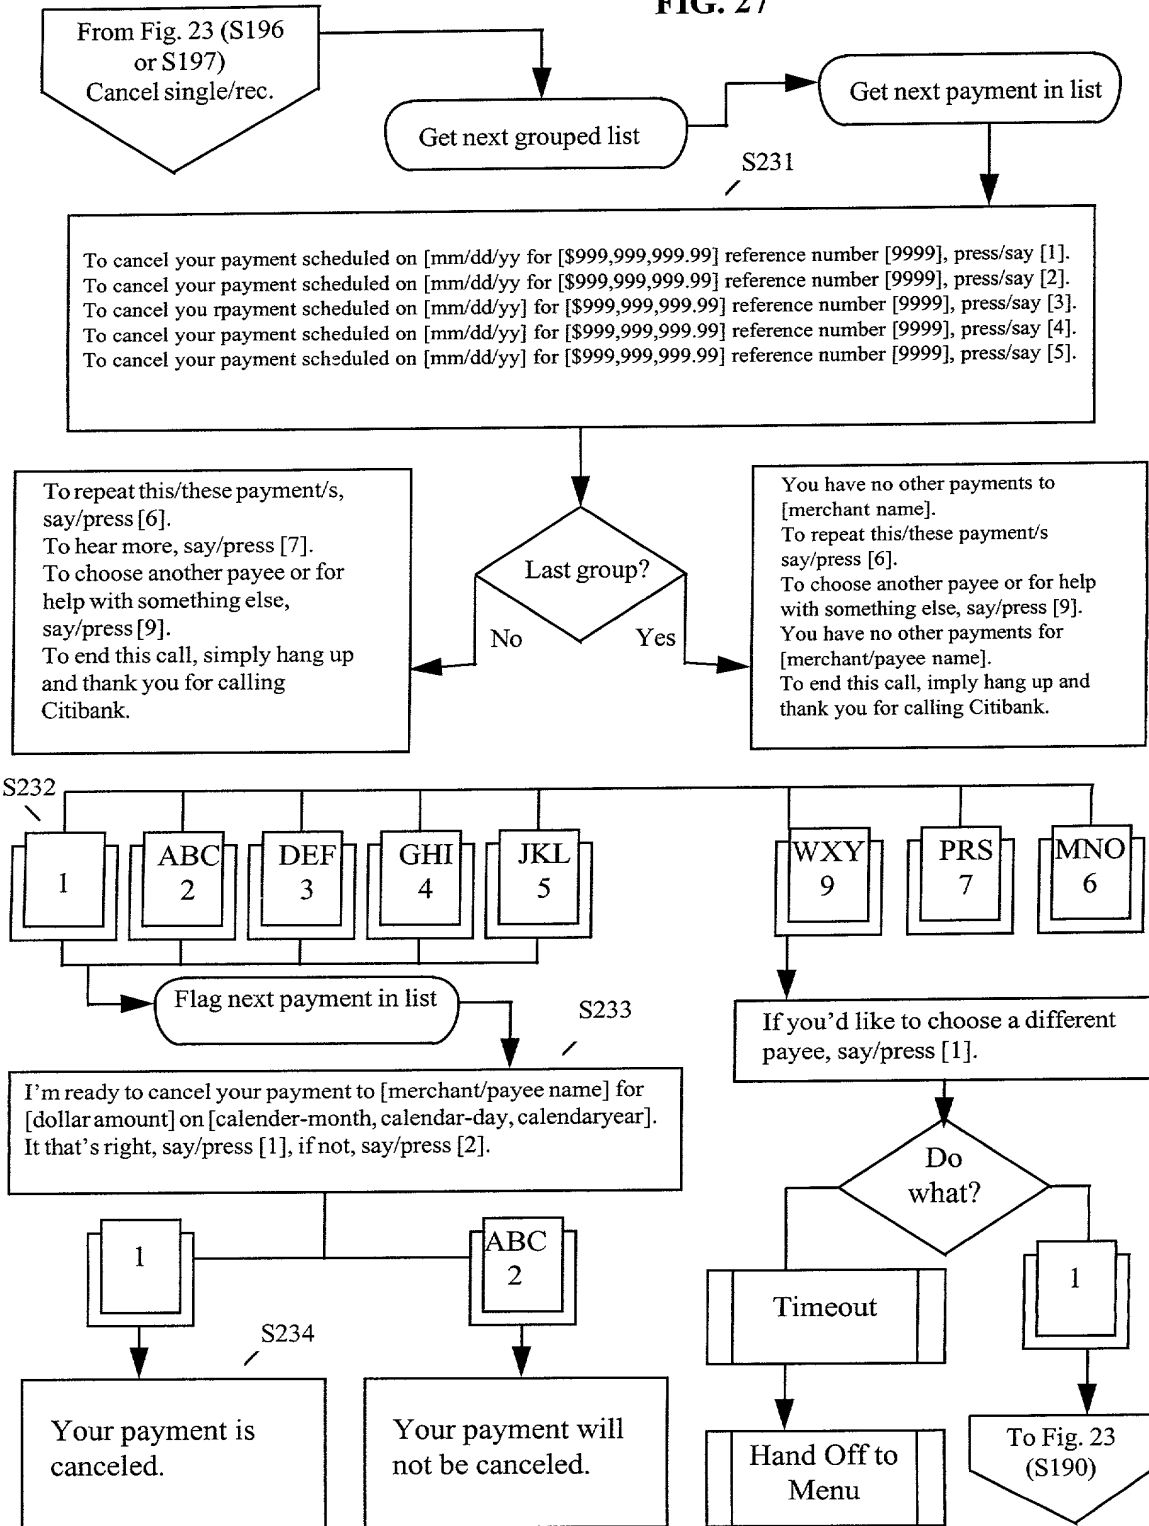 FIG. 27
From Fig. 23 (S196
or S197)
Cancel single/rec.
Get next grouped list
Get next payment in list
S231
To cancel your payment scheduled on [mm/dd/yy for [$999,999,999.99] reference number [9999], press/say [1].
To cancel your payment scheduled on [mm/dd/yy for [$999,999,999.99] reference number [9999], press/say [2].
To cancel you rpayment scheduled on [mm/dd/yy] for [$999,999,999.99] reference number [9999], press/say [3].
To cancel your payment scheduled on [mm/dd/yy] for [$999,999,999.99] reference number [9999], press/say [4].
To cancel your payment scheduled on [mm/dd/yy] for [$999,999,999.99] reference number [9999], press/say [5].
To repeat this/these payment/s,
say/press [6].
To hear more, say/press [7].
To choose another payee or for
help with something else,
say/press [9].
To end this call, simply hang up
and thank you for calling
Citibank.
Last group?
No
Yes
You have no other payments to
[merchant name].
To repeat this/these payment/s
say/press [6].
To choose another payee or for help
with something else, say/press [9].
You have no other payments for
[merchant/payee name].
To end this call, imply hang up and
thank you for calling Citibank.
S232
1
ABC
2
DEF
3
GHI
4
JKL
5
WXY
9
PRS
7
MNO
6
Flag next payment in list
S233
I'm ready to cancel your payment to [merchant/payee name] for
[dollar amount] on [calender-month, calendar-day, calendaryear].
It that's right, say/press [1], if not, say/press [2].
If you'd like to choose a different
payee, say/press [1].
Do
what?
1
ABC
2
Timeout
1
S234
Your payment is
canceled.
Your payment will
not be canceled.
Hand Off to
Menu
To Fig. 23
(S190)